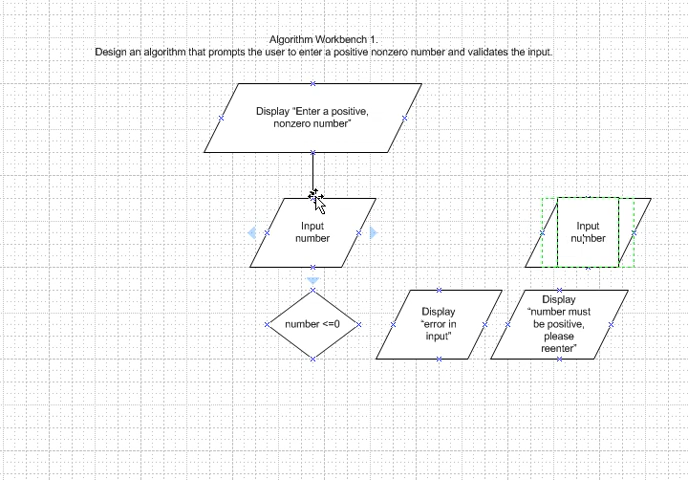 Algorithm Workbench 1.
Design an algorithm that prompts the user to enter a positive nonzero number and validates the input.
Display “Enter a positive,
nonzero number”
Input
number
Input
number
number <=0
Display
“error in
input”
Display
“number must
be positive,
please
reenter”